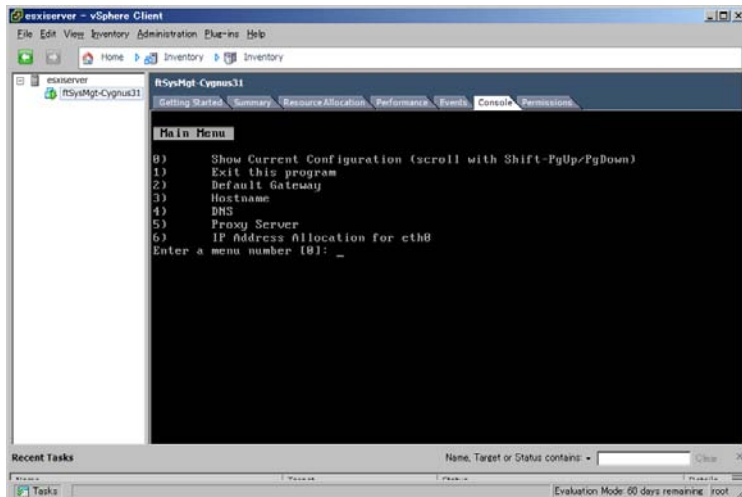 esxiserver - vSphere Client
File Edit View Inventory Administration Plug-ins Help
Home Inventory Inventory
esxiserver
ftSysMgt-Cygnus31
ftSysMgt-Cygnus31
Getting Started Summary Resource Allocation Performance Events Console Permissions
Main Menu
0) Show Current Configuration (scroll with Shift-PgUp/PgDown)
1) Exit this program
2) Default Gateway
3) Hostname
4) DNS
5) Proxy Server
6) IP Address Allocation for eth0
Enter a menu number [0]: _
Recent Tasks
Name, Target or Status contains: Clear
Name Target Status Details
Tasks
Evaluation Mode: 60 days remaining root